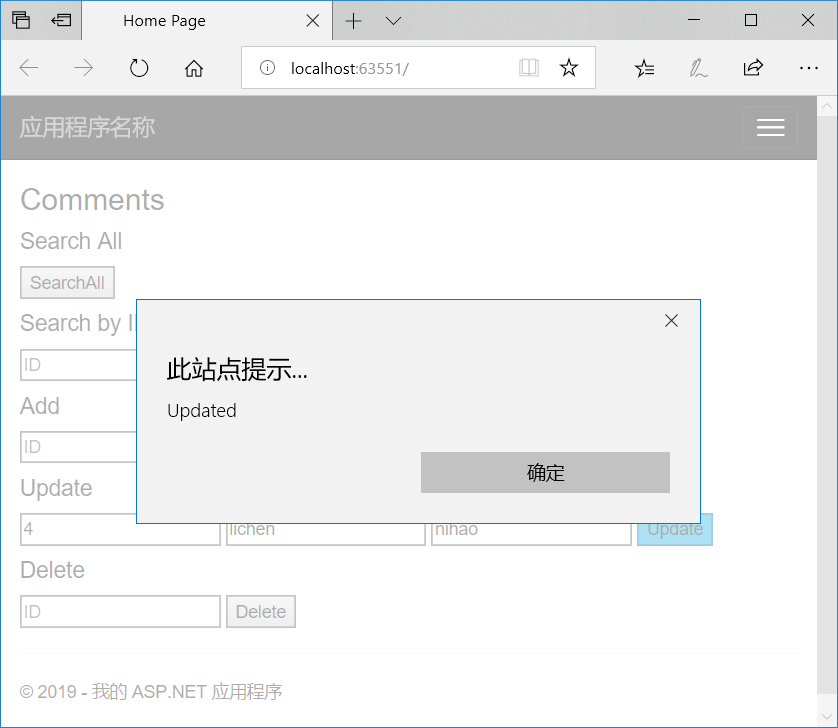 Home Page
localhost:63551/
应用程序名称
Comments
Search All
SearchAll
Search by I
ID
此站点提示...
Updated
确定
Add
ID
Update
4 lichen nihao Update
Delete
ID Delete
© 2019 - 我的 ASP.NET 应用程序